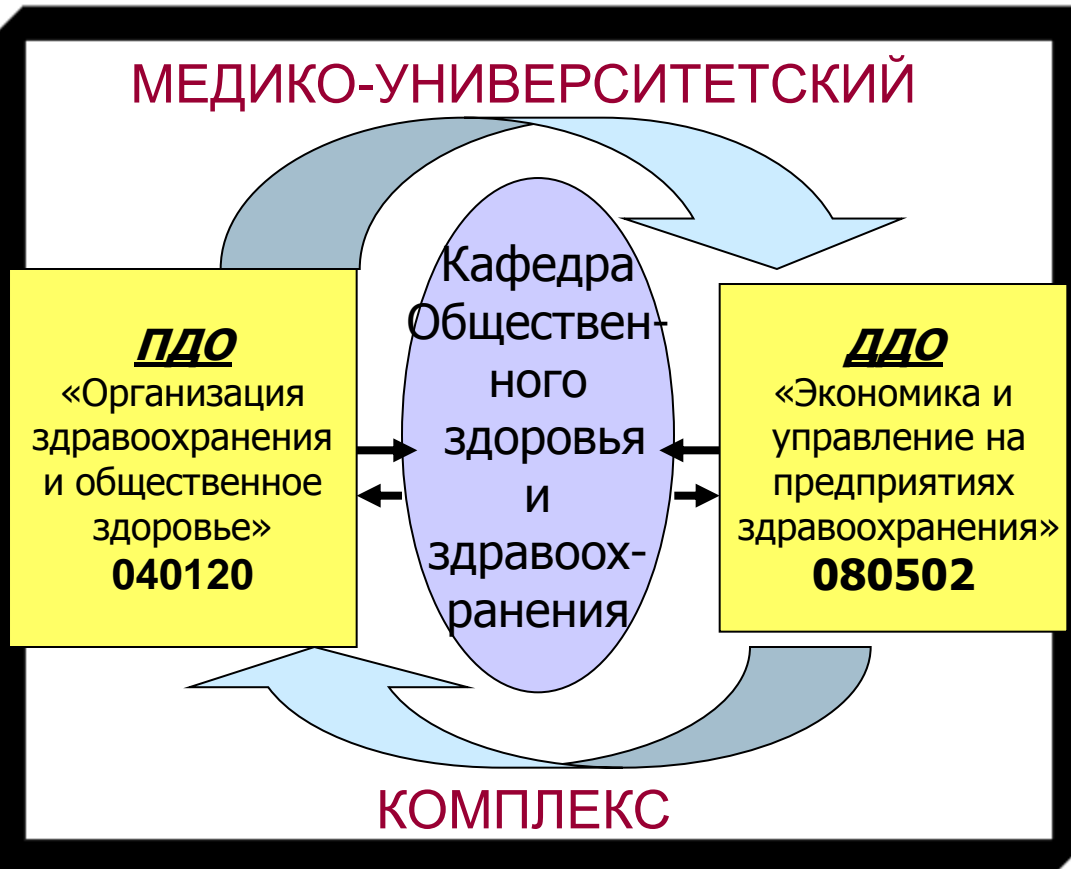 МЕДИКО-УНИВЕРСИТЕТСКИЙ
ПДО
«Организация
здравоохранения
и общественное
здоровье»
040120
Кафедра
Обществен-
ного
здоровья
и
здравоох-
ранения
ДДО
«Экономика и
управление на
предприятиях
здравоохранения»
080502
КОМПЛЕКС